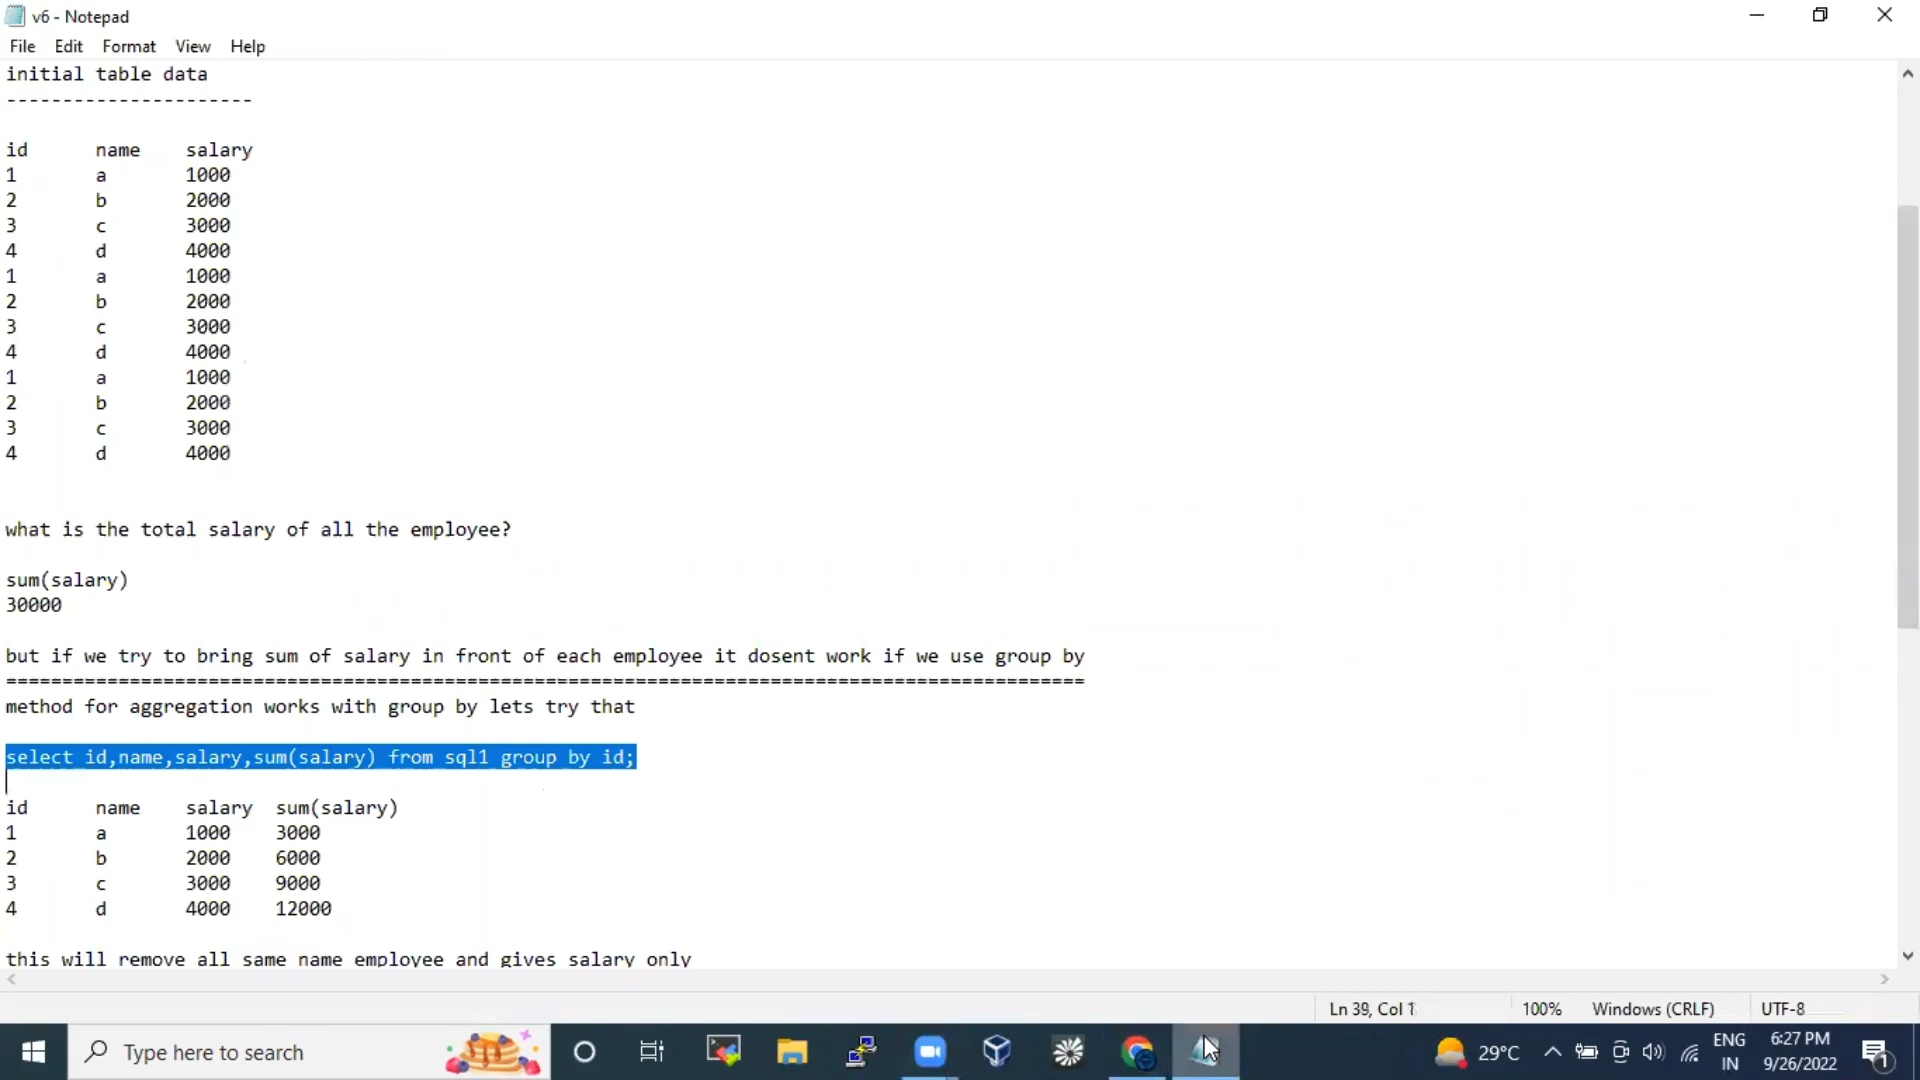 v6 - Notepad
File Edit Format View Help
initial table data
----------------------
id name salary
1 a 1000
2 b 2000
3 c 3000
4 d 4000
1 a 1000
2 b 2000
3 c 3000
4 d 4000
1 a 1000
2 b 2000
3 c 3000
4 d 4000
what is the total salary of all the employee?
sum(salary)
30000
but if we try to bring sum of salary in front of each employee it dosent work if we use group by
================================================================================================
method for aggregation works with group by lets try that
select id,name,salary,sum(salary) from sql1 group by id;
id name salary sum(salary)
1 a 1000 3000
2 b 2000 6000
3 c 3000 9000
4 d 4000 12000
this will remove all same name employee and gives salary only
Ln 39, Col 1 100% Windows (CRLF) UTF-8
Type here to search 29°C ENG 6:27 PM
IN 9/26/2022 1